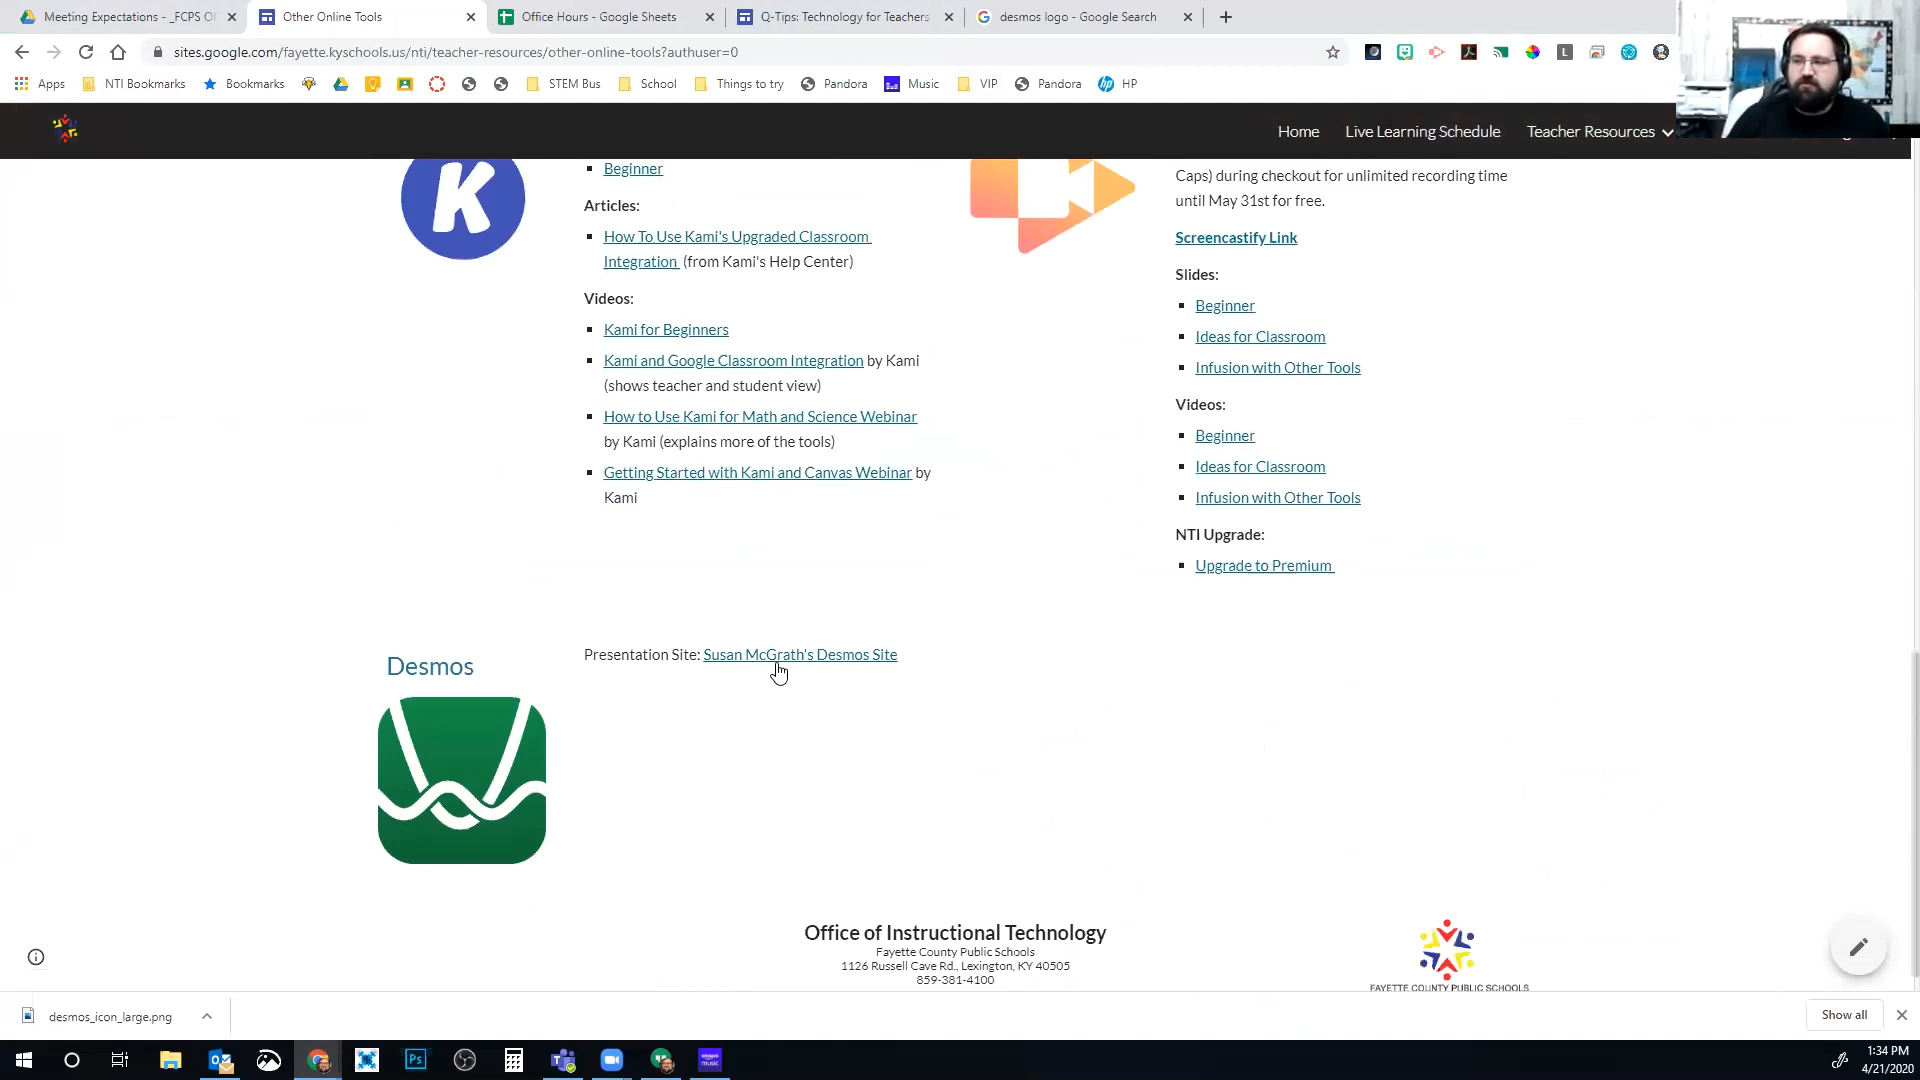 Meeting Expectations - _FCPS Of
Other Online Tools
Office Hours - Google Sheets
Q-Tips: Technology for Teachers
desmos logo - Google Search
sites.google.com/fayette.kyschools.us/nti/teacher-resources/other-online-tools?authuser=0
Apps
NTI Bookmarks
Bookmarks
STEM Bus
School
Things to try
Pandora
Music
VIP
Pandora
HP
Home
Live Learning Schedule
Teacher Resources
K
Beginner
Articles:
How To Use Kami's Upgraded Classroom
Integration (from Kami's Help Center)
Videos:
Kami for Beginners
Kami and Google Classroom Integration by Kami
(shows teacher and student view)
How to Use Kami for Math and Science Webinar
by Kami (explains more of the tools)
Getting Started with Kami and Canvas Webinar by
Kami
Caps) during checkout for unlimited recording time
until May 31st for free.
Screencastify Link
Slides:
Beginner
Ideas for Classroom
Infusion with Other Tools
Videos:
Beginner
Ideas for Classroom
Infusion with Other Tools
NTI Upgrade:
Upgrade to Premium
Desmos
Presentation Site: Susan McGrath's Desmos Site
Office of Instructional Technology
Fayette County Public Schools
1126 Russell Cave Rd., Lexington, KY 40505
859-381-4100
FAYETTE COUNTY PUBLIC SCHOOLS
desmos_icon_large.png
Show all
1:34 PM
4/21/2020